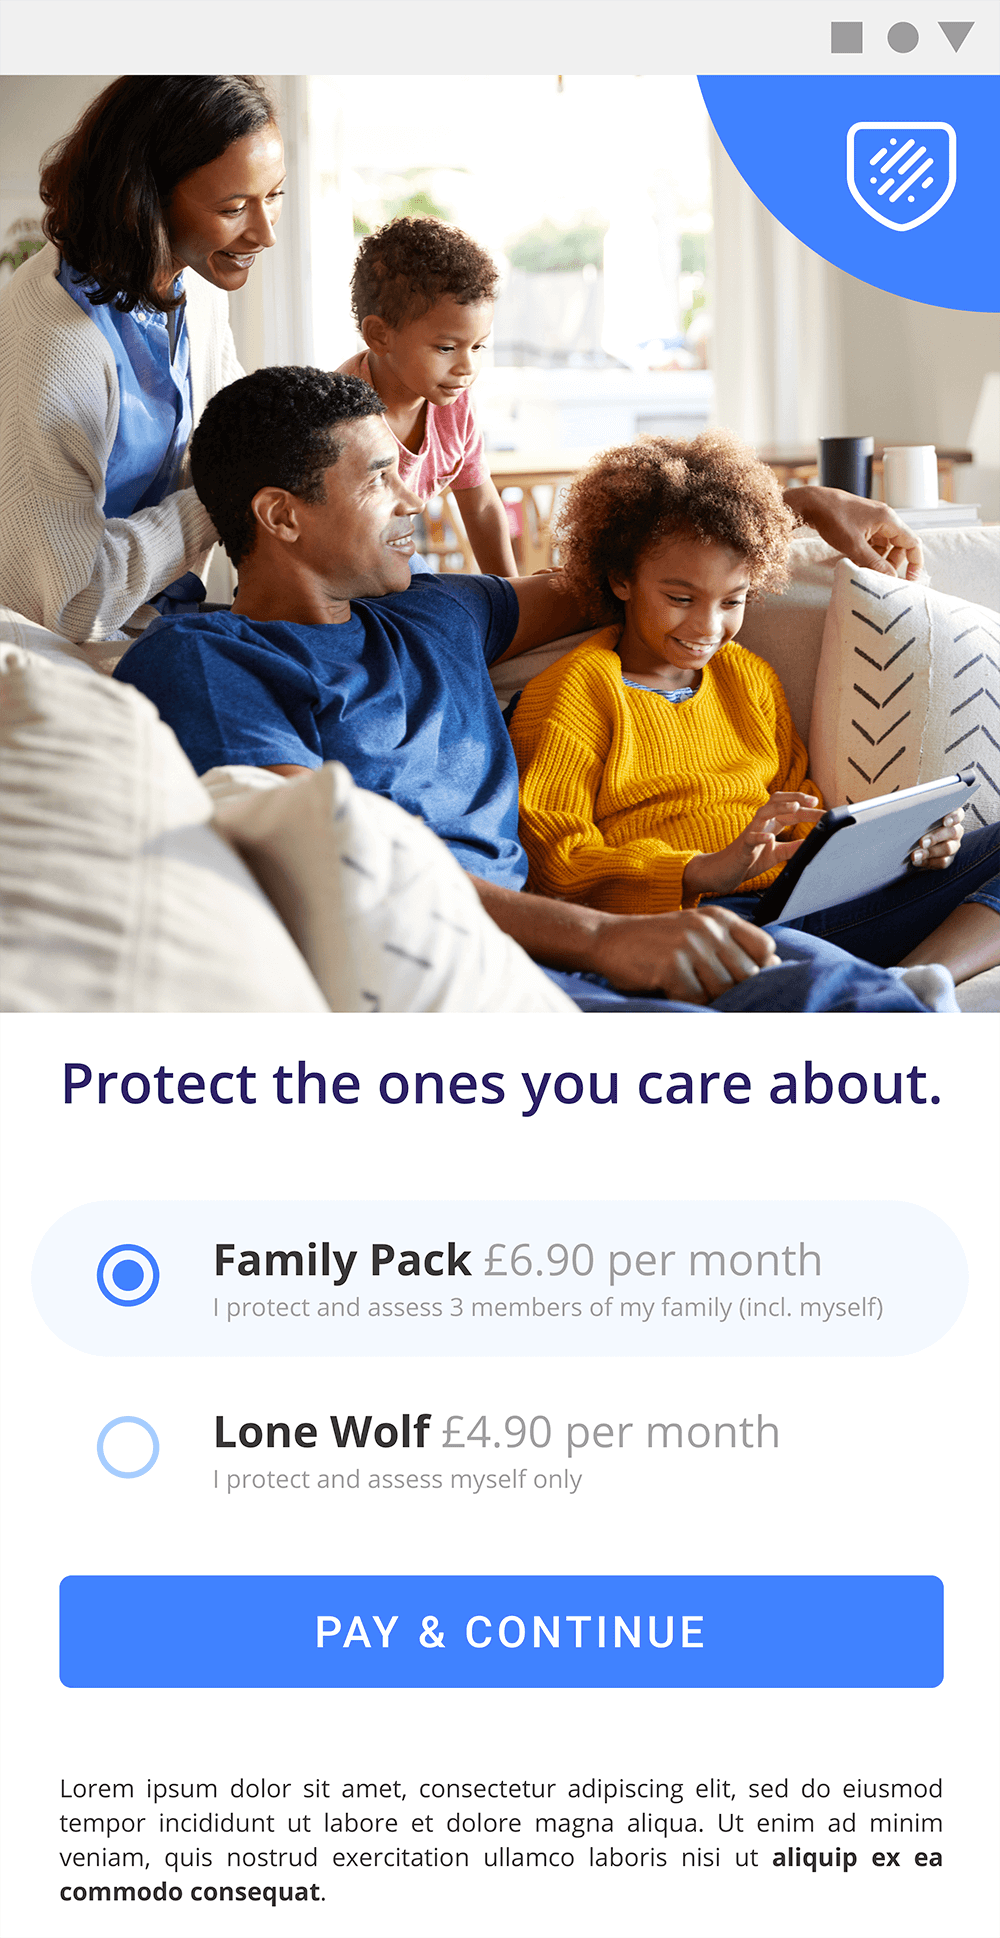 Protect the ones you care about.
Family Pack £6.90 per month
I protect and assess 3 members of my family (incl. myself)
Lone Wolf £4.90 per month
I protect and assess myself only
PAY & CONTINUE
Lorem ipsum dolor sit amet, consectetur adipiscing elit, sed do eiusmod
tempor incididunt ut labore et dolore magna aliqua. Ut enim ad minim
veniam, quis nostrud exercitation ullamco laboris nisi ut aliquip ex ea
commodo consequat.